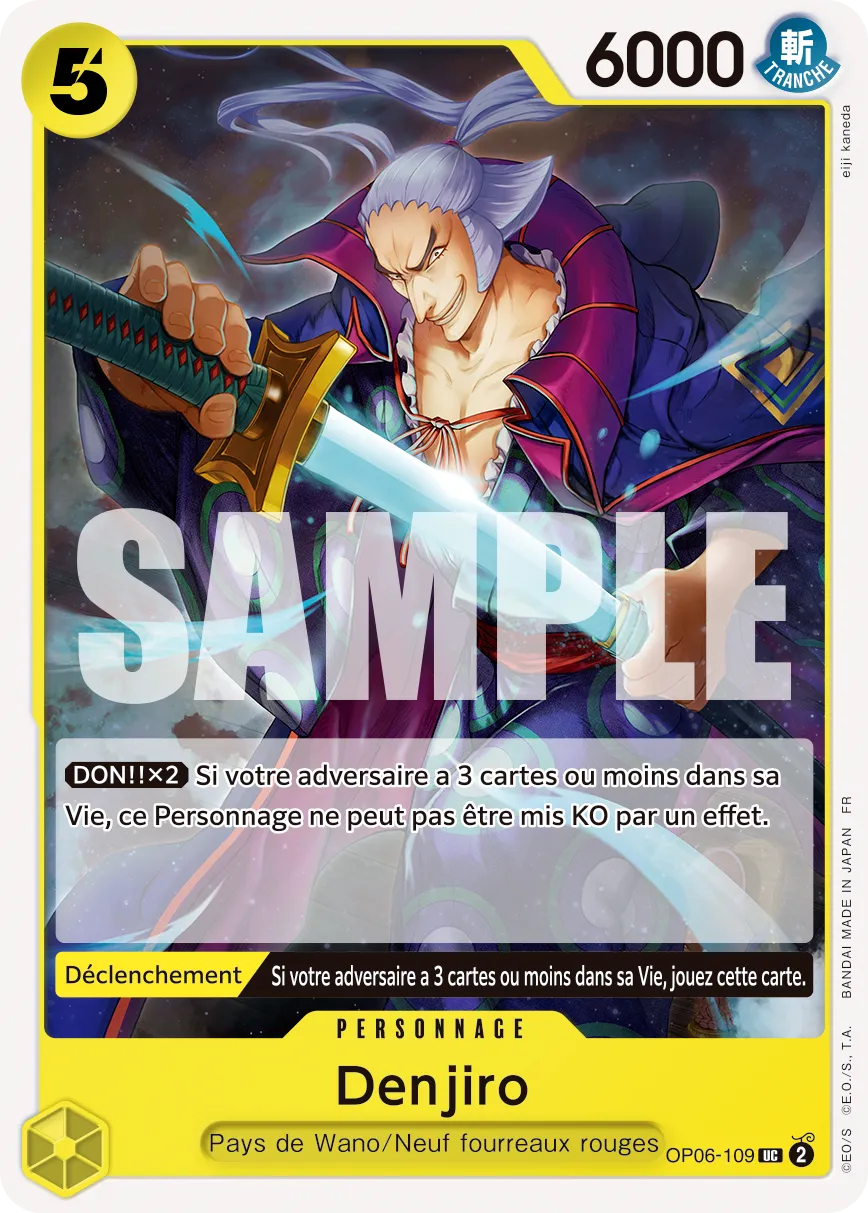 5
6000
斬
TRANCHE
eiji kaneda
SAMPLE
DON!!×2 Si votre adversaire a 3 cartes ou moins dans sa
Vie, ce Personnage ne peut pas être mis KO par un effet.
Déclenchement Si votre adversaire a 3 cartes ou moins dans sa Vie, jouez cette carte.
PERSONNAGE
Denjiro
Pays de Wano/Neuf fourreaux rouges
OP06-109 UC 2
©EO/S ©E.O./S., T.A. BANDAI MADE IN JAPAN FR